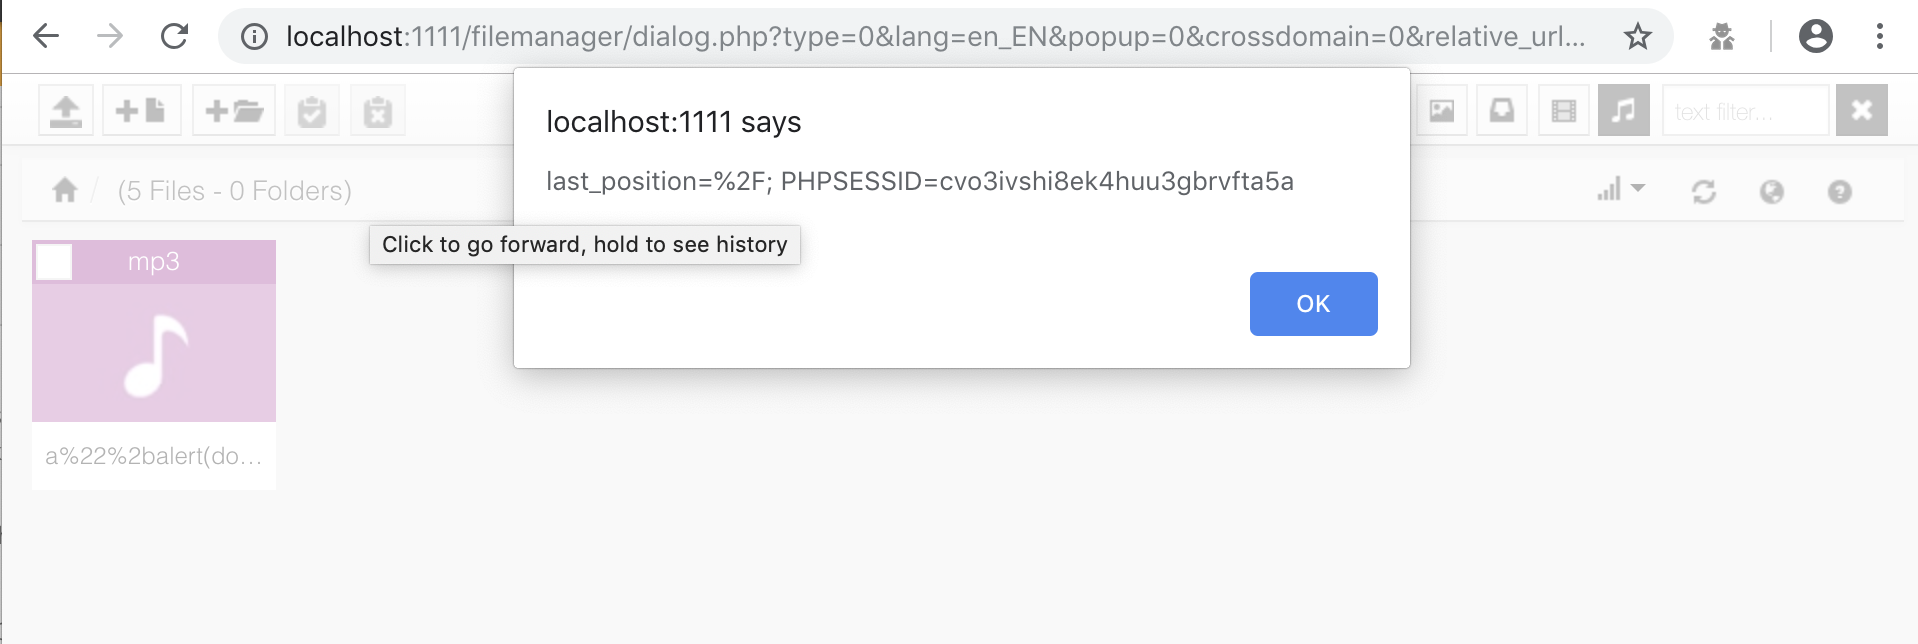 localhost:1111/filemanager/dialog.php?type=0&lang=en_EN&popup=0&crossdomain=0&relative_url...
localhost:1111 says
last_position=%2F; PHPSESSID=cvo3ivshi8ek4huu3gbrvfta5a
OK
text filter...
(5 Files - 0 Folders)
Click to go forward, hold to see history
mp3
a%22%2balert(do...